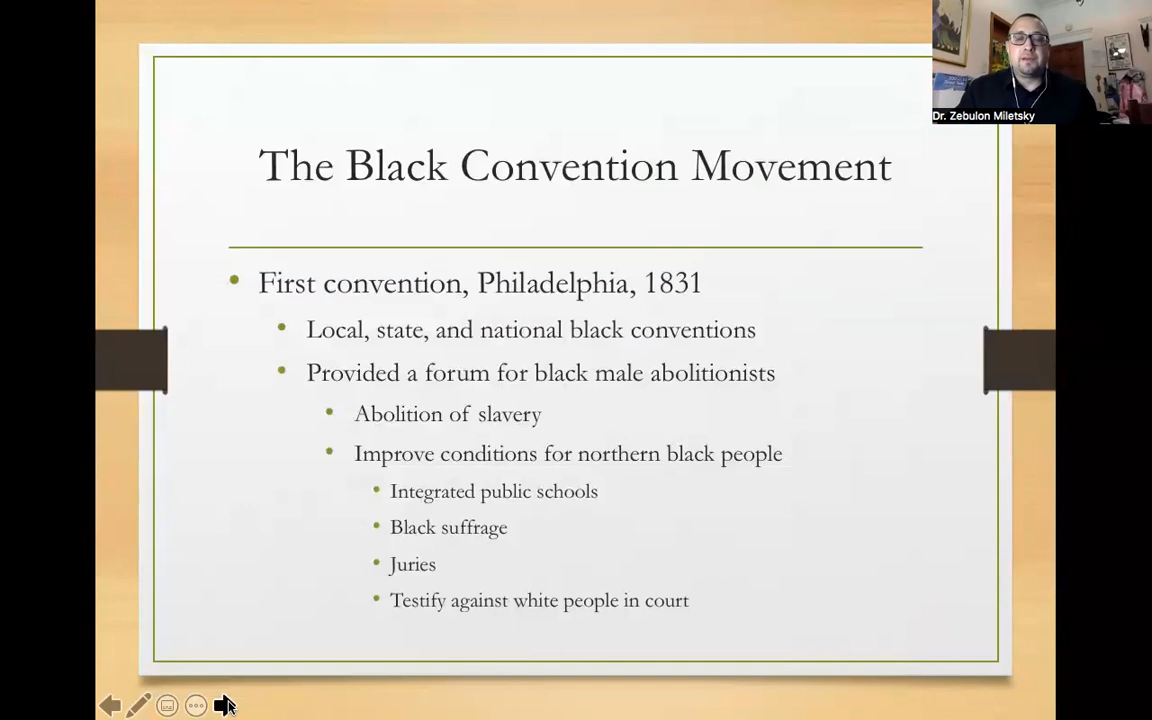 Dr. Zebulon Miletsky
The Black Convention Movement
First convention, Philadelphia, 1831
Local, state, and national black conventions
Provided a forum for black male abolitionists
Abolition of slavery
Improve conditions for northern black people
Integrated public schools
Black suffrage
Juries
Testify against white people in court